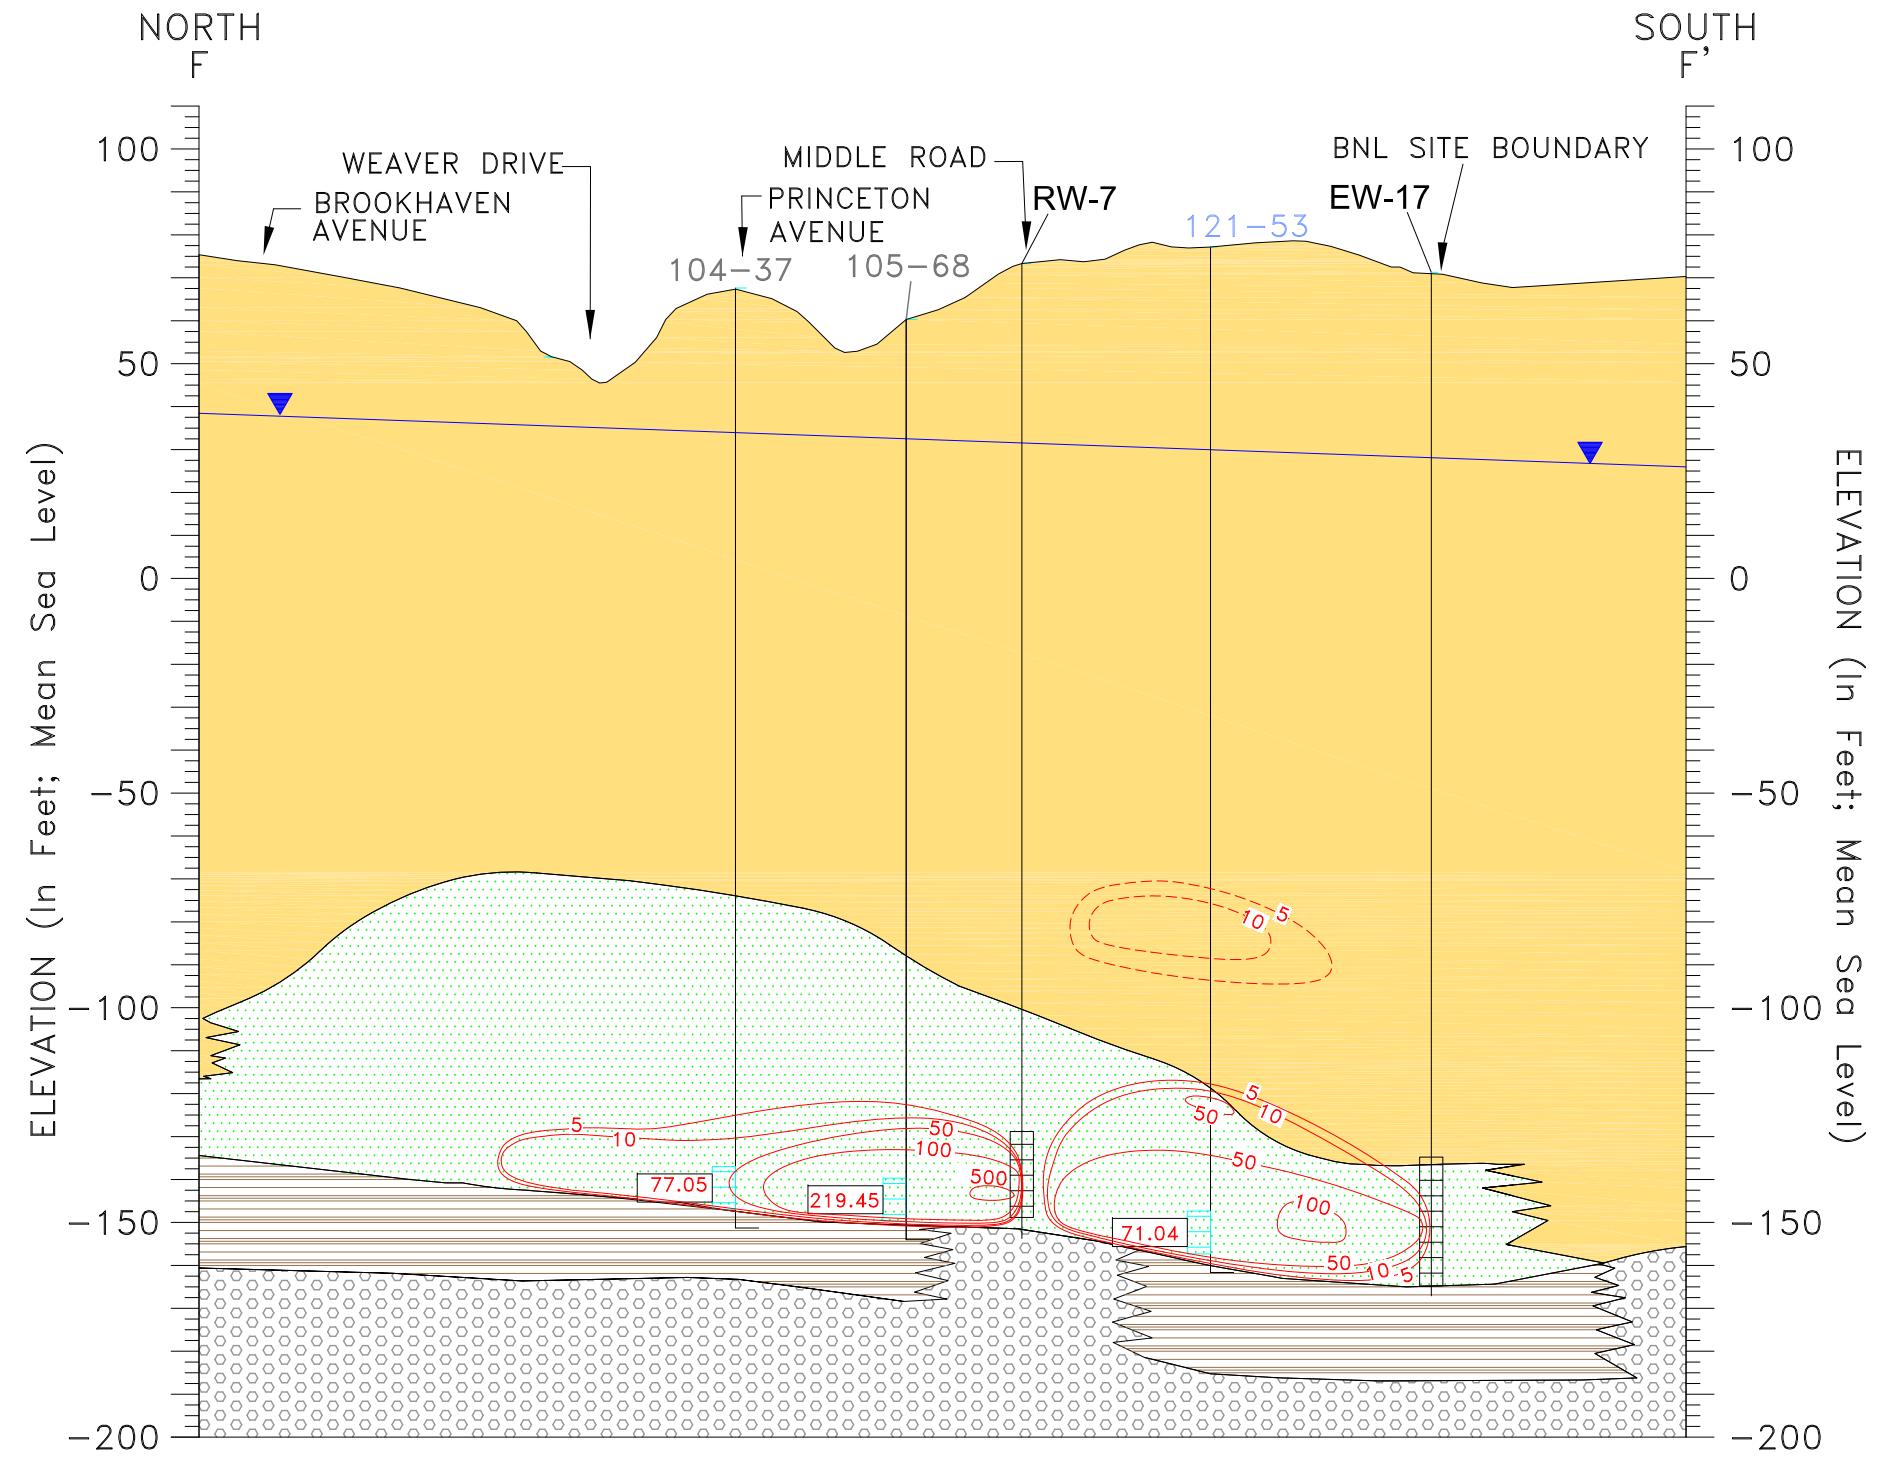 NORTH
F
SOUTH
F'
WEAVER DRIVE
BROOKHAVEN
AVENUE
MIDDLE ROAD
PRINCETON
AVENUE
RW-7
BNL SITE BOUNDARY
EW-17
121-53
104-37
105-68
ELEVATION (In Feet; Mean Sea Level)
100
50
0
-50
-100
-150
-200
100
50
0
-50
-100
-150
-200
ELEVATION (In Feet; Mean Sea Level)
10
5
5
10
50
100
500
77.05
219.45
5
10
50
50
100
71.04
50
10
5